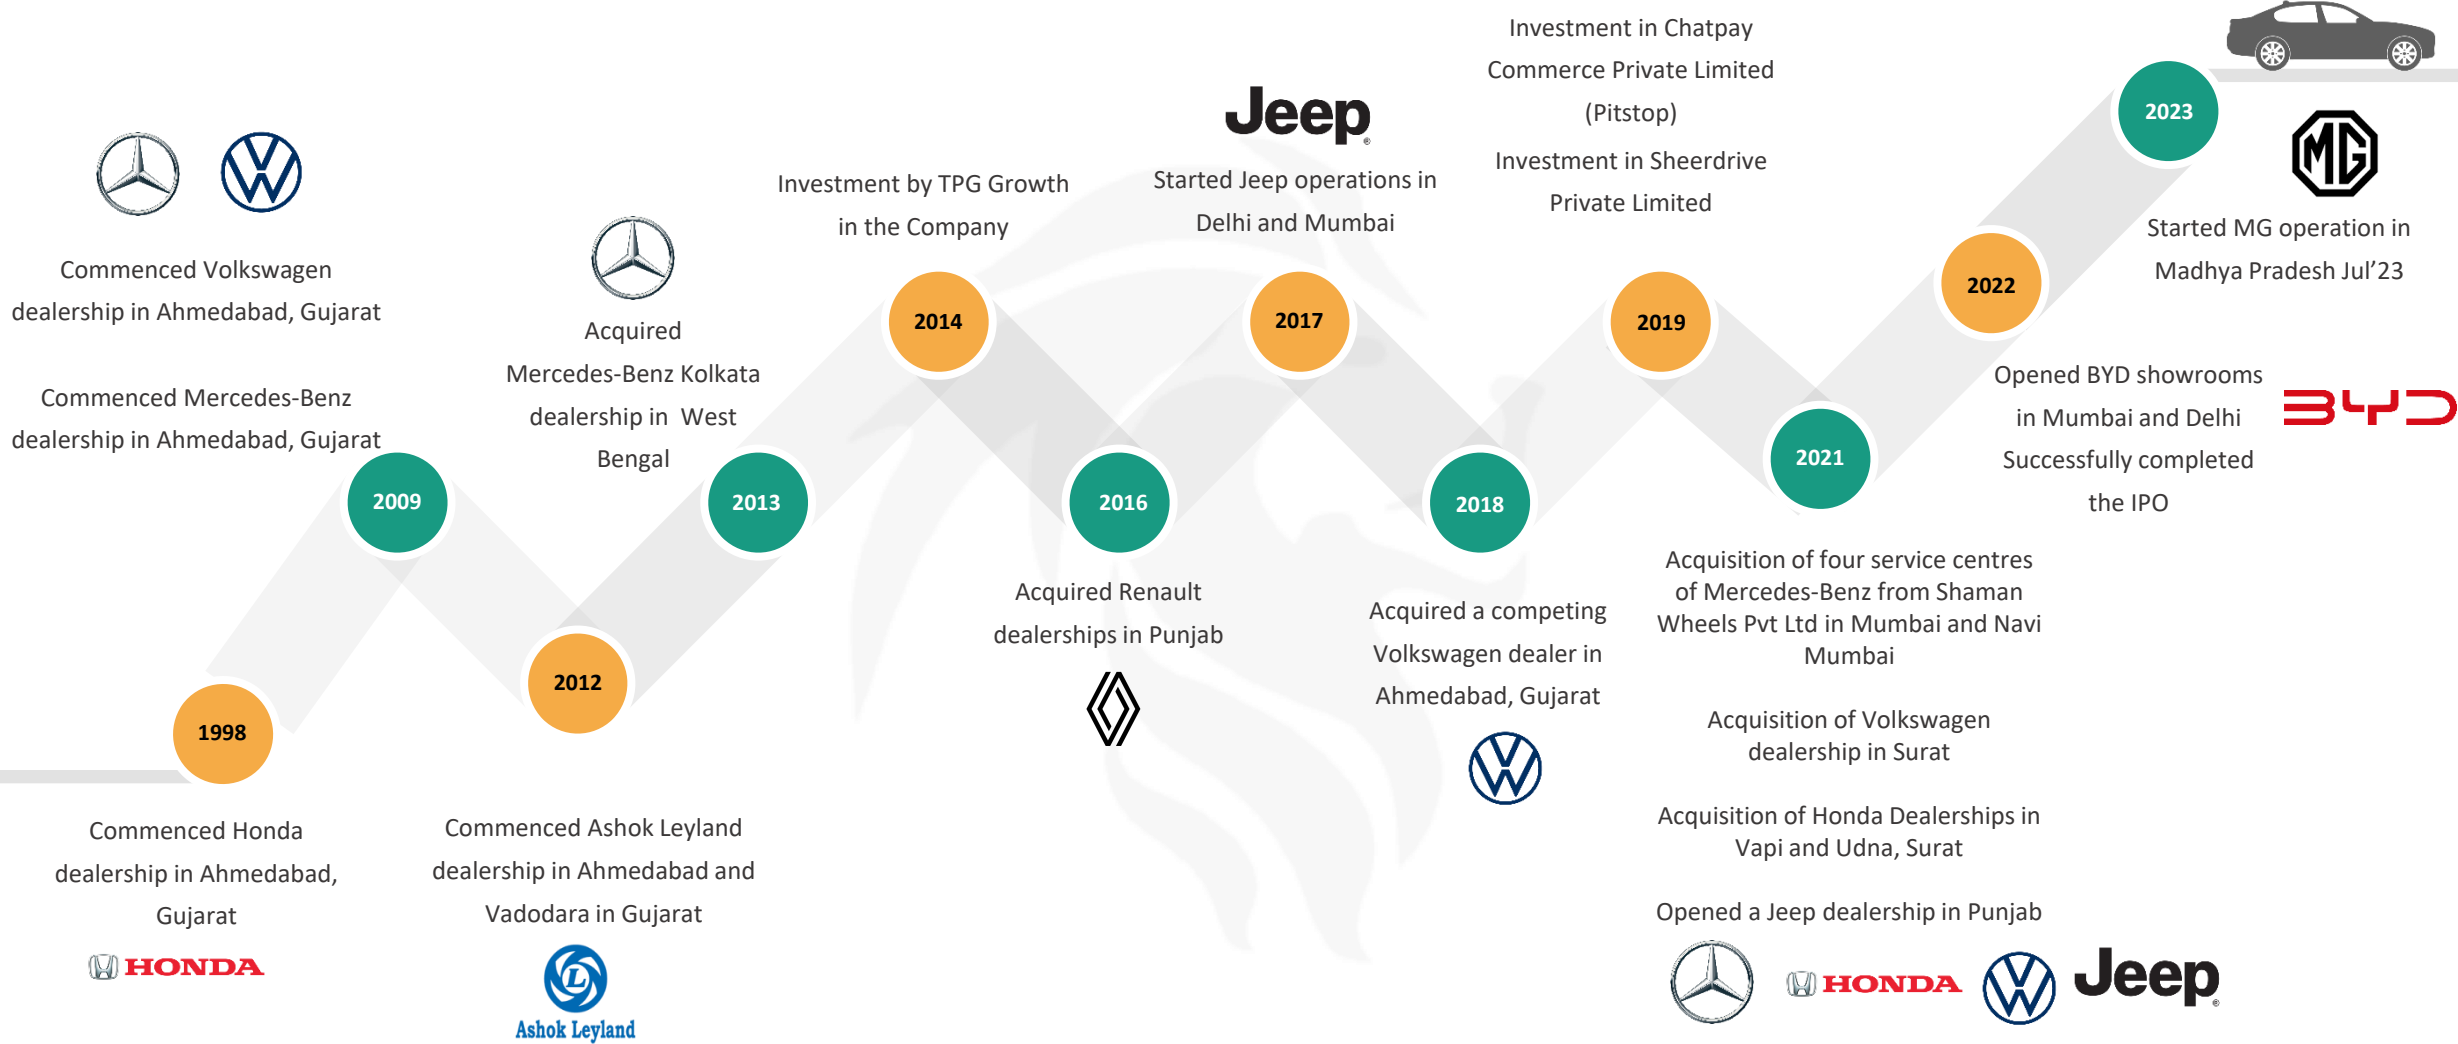 1998
Commenced Honda
dealership in Ahmedabad,
Gujarat
HONDA
Commenced Volkswagen
dealership in Ahmedabad, Gujarat
Commenced Mercedes-Benz
dealership in Ahmedabad, Gujarat
2009
2012
Commenced Ashok Leyland
dealership in Ahmedabad and
Vadodara in Gujarat
L
Ashok Leyland
Acquired
Mercedes-Benz Kolkata
dealership in West
Bengal
2013
Investment by TPG Growth
in the Company
2014
2016
Acquired Renault
dealerships in Punjab
Jeep
Started Jeep operations in
Delhi and Mumbai
2017
2018
Acquired a competing
Volkswagen dealer in
Ahmedabad, Gujarat
Investment in Chatpay
Commerce Private Limited
(Pitstop)
Investment in Sheerdrive
Private Limited
2019
2021
Acquisition of four service centres
of Mercedes-Benz from Shaman
Wheels Pvt Ltd in Mumbai and Navi
Mumbai
Acquisition of Volkswagen
dealership in Surat
Acquisition of Honda Dealerships in
Vapi and Udna, Surat
Opened a Jeep dealership in Punjab
HONDA
Jeep
2022
Opened BYD showrooms
in Mumbai and Delhi
Successfully completed
the IPO
BYD
2023
MG
Started MG operation in
Madhya Pradesh Jul’23